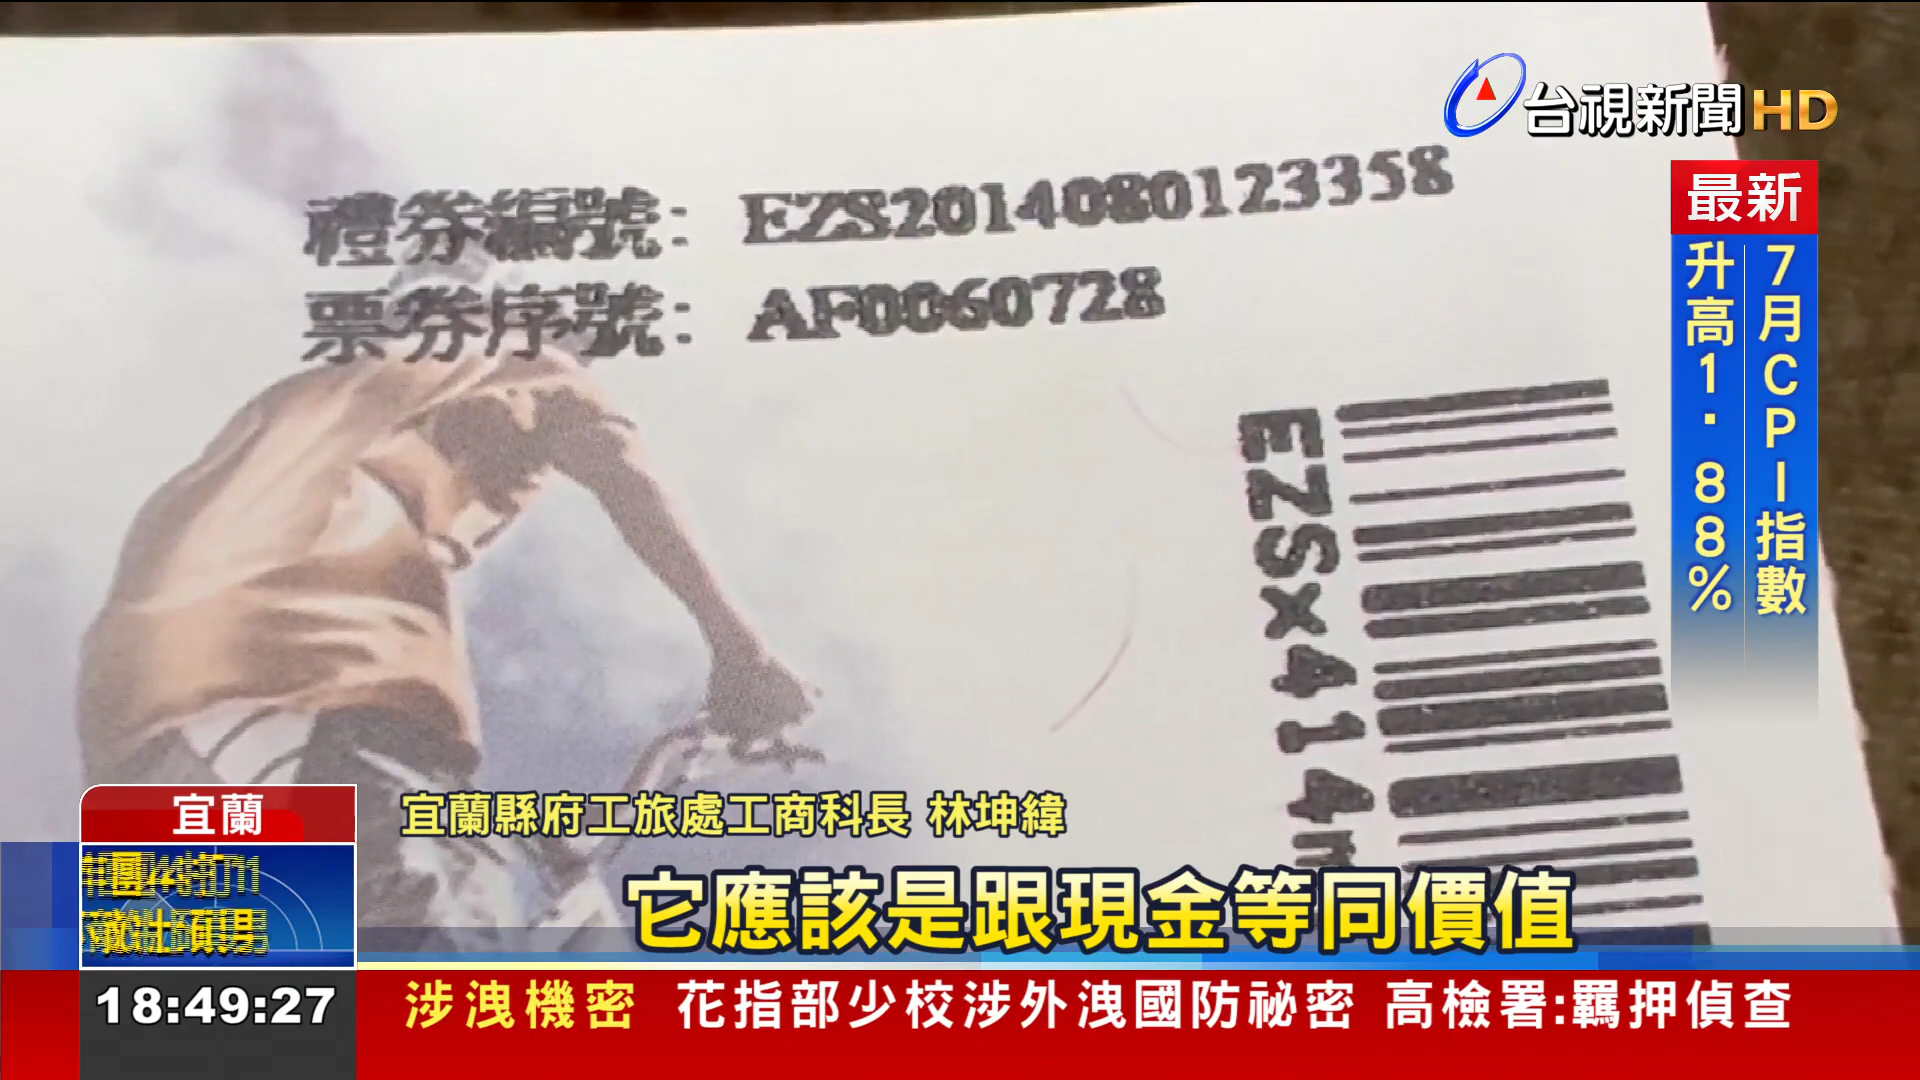 台視新聞HD
禮券編號：EZS2014080123358
票券序號：AF0060728
EZSx414
最新
7月CPI指數
升高1.88%
宜蘭
宜蘭縣府工旅處工商科長 林坤緯
它應該是跟現金等同價值
18:49:27
涉洩機密 花指部少校涉外洩國防祕密 高檢署:羈押偵查